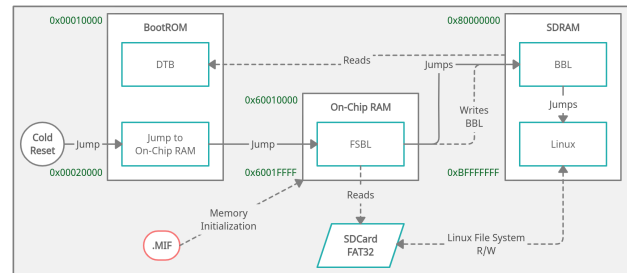 0x00010000
BootROM
DTB
Jump to
On-Chip RAM
0x00020000
Cold
Reset
Jump
Jump
0x60010000
On-Chip RAM
FSBL
0x6001FFFF
Reads
Jumps
Writes
BBL
0x80000000
SDRAM
BBL
Jumps
Linux
0xBFFFFFFF
Memory
Initialization
.MIF
Reads
SDCard
FAT32
Linux File System
R/W